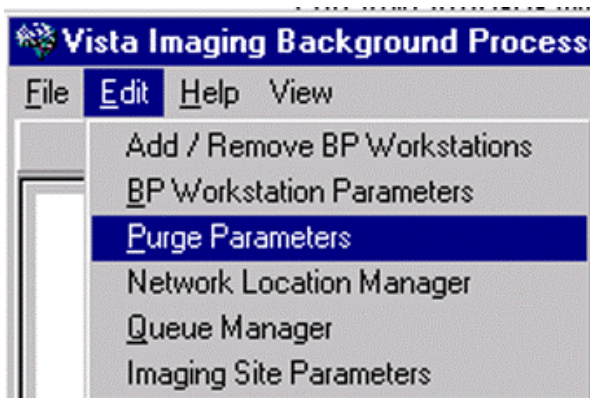 Vista Imaging Background Process
File Edit Help View
Add / Remove BP Workstations
BP Workstation Parameters
Purge Parameters
Network Location Manager
Queue Manager
Imaging Site Parameters